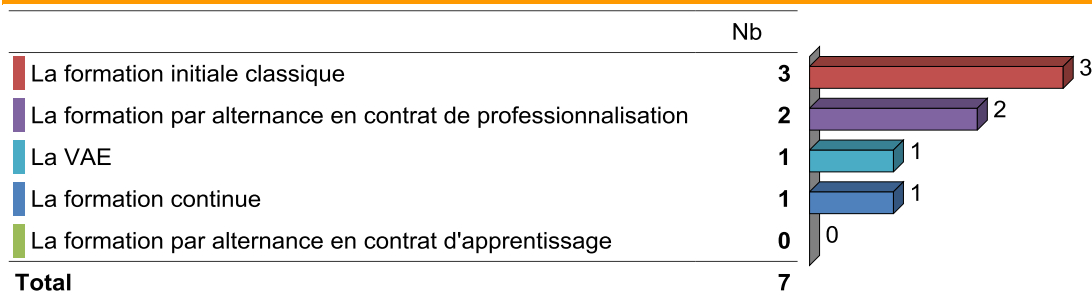 Nb
La formation initiale classique 3 3
La formation par alternance en contrat de professionnalisation 2 2
La VAE 1 1
La formation continue 1 1
La formation par alternance en contrat d'apprentissage 0 0
Total 7